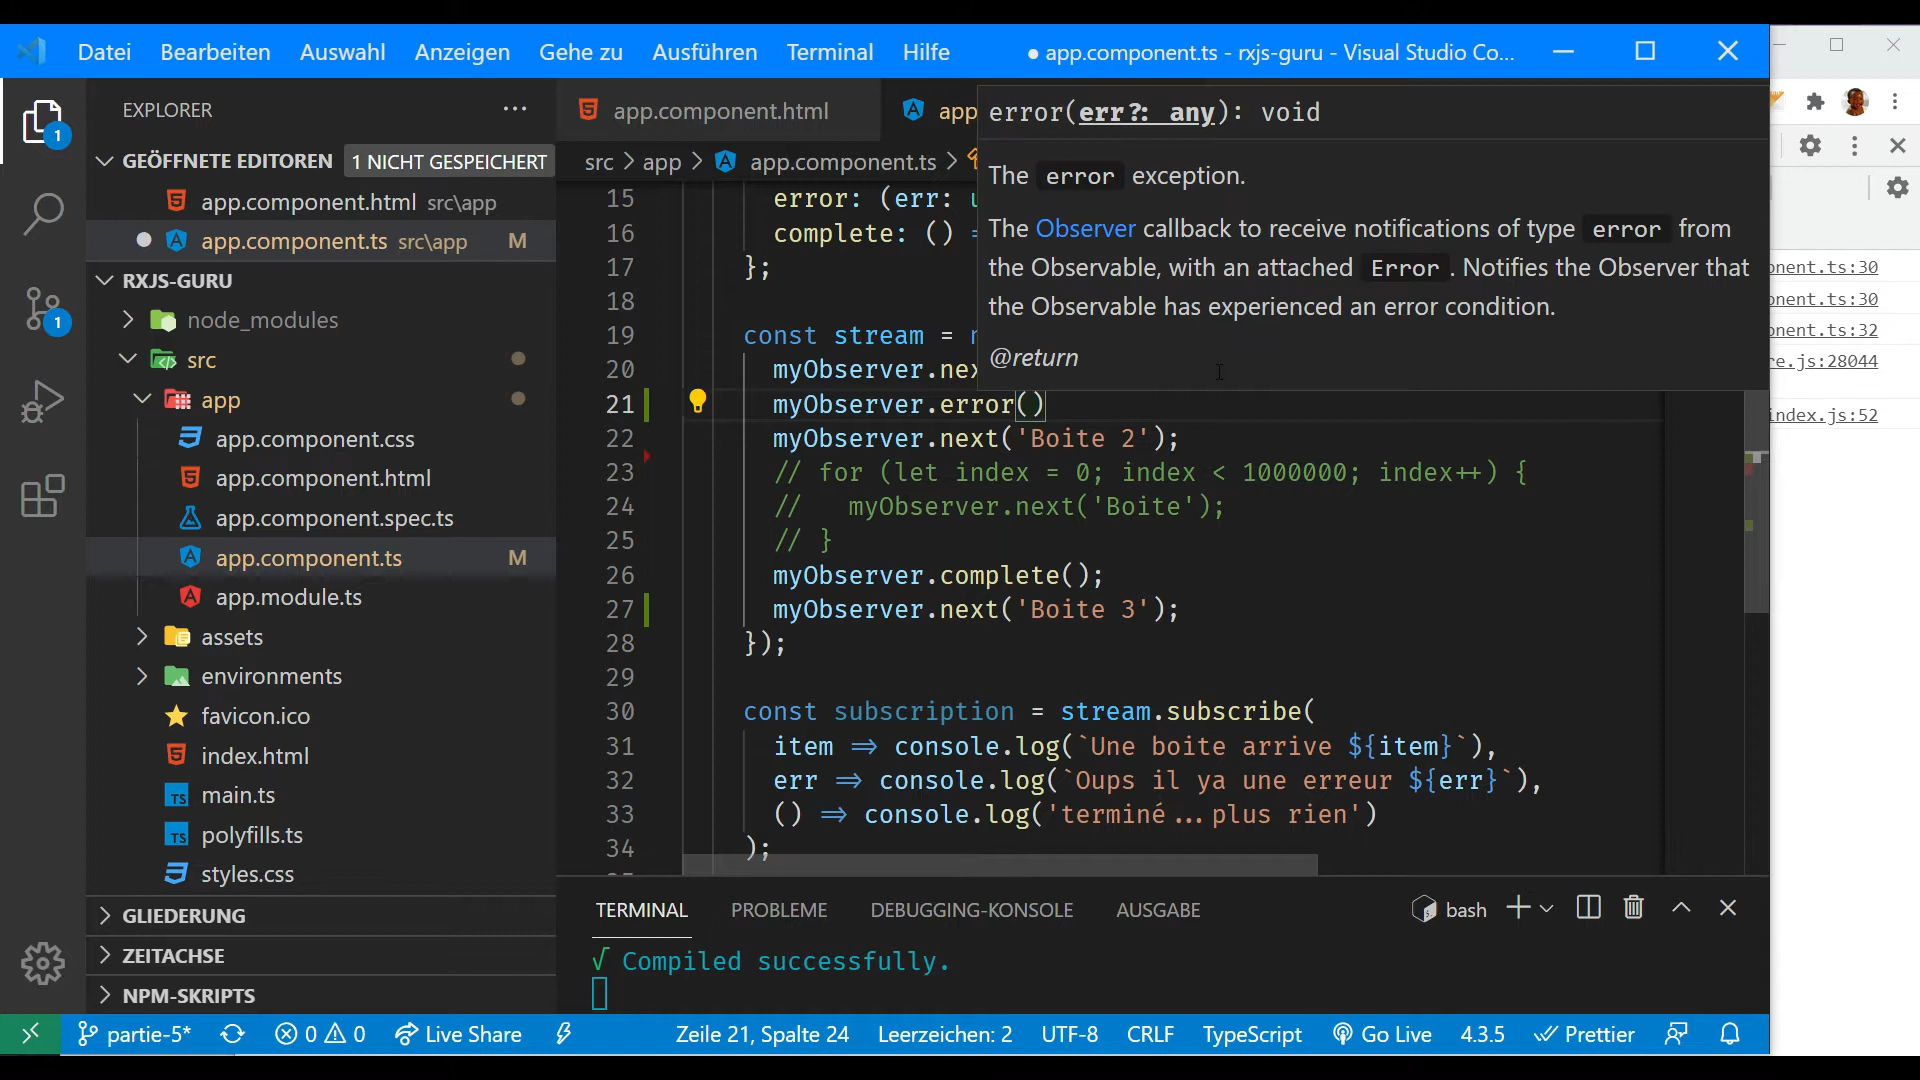 Datei Bearbeiten Auswahl Anzeigen Gehe zu Ausführen Terminal Hilfe ● app.component.ts - rxjs-guru - Visual Studio Co...
EXPLORER
GEÖFFNETE EDITOREN 1 NICHT GESPEICHERT
app.component.html src\app
app.component.ts src\app M
RXJS-GURU
node_modules
src
app
app.component.css
app.component.html
app.component.spec.ts
app.component.ts M
app.module.ts
assets
environments
favicon.ico
index.html
main.ts
polyfills.ts
styles.css
GLIEDERUNG
ZEITACHSE
NPM-SKRIPTS
1
1
app.component.html app
src > app > app.component.ts >
error(err?: any): void
The error exception.
The Observer callback to receive notifications of type error from
the Observable, with an attached Error. Notifies the Observer that
the Observable has experienced an error condition.
@return
15 error: (err:
16 complete: () =
17 };
18
19 const stream =
20 myObserver.nex
21 myObserver.error()
22 myObserver.next('Boite 2');
23 // for (let index = 0; index < 1000000; index++) {
24 // myObserver.next('Boite');
25 // }
26 myObserver.complete();
27 myObserver.next('Boite 3');
28 });
29
30 const subscription = stream.subscribe(
31 item => console.log(`Une boite arrive ${item}`),
32 err => console.log(`Oups il ya une erreur ${err}`),
33 () => console.log('terminé...plus rien')
34 );
TERMINAL PROBLEME DEBUGGING-KONSOLE AUSGABE bash
√ Compiled successfully.
partie-5* 0 0 Live Share Zeile 21, Spalte 24 Leerzeichen: 2 UTF-8 CRLF TypeScript Go Live 4.3.5 Prettier
onent.ts:30
onent.ts:30
onent.ts:32
re.js:28044
index.js:52